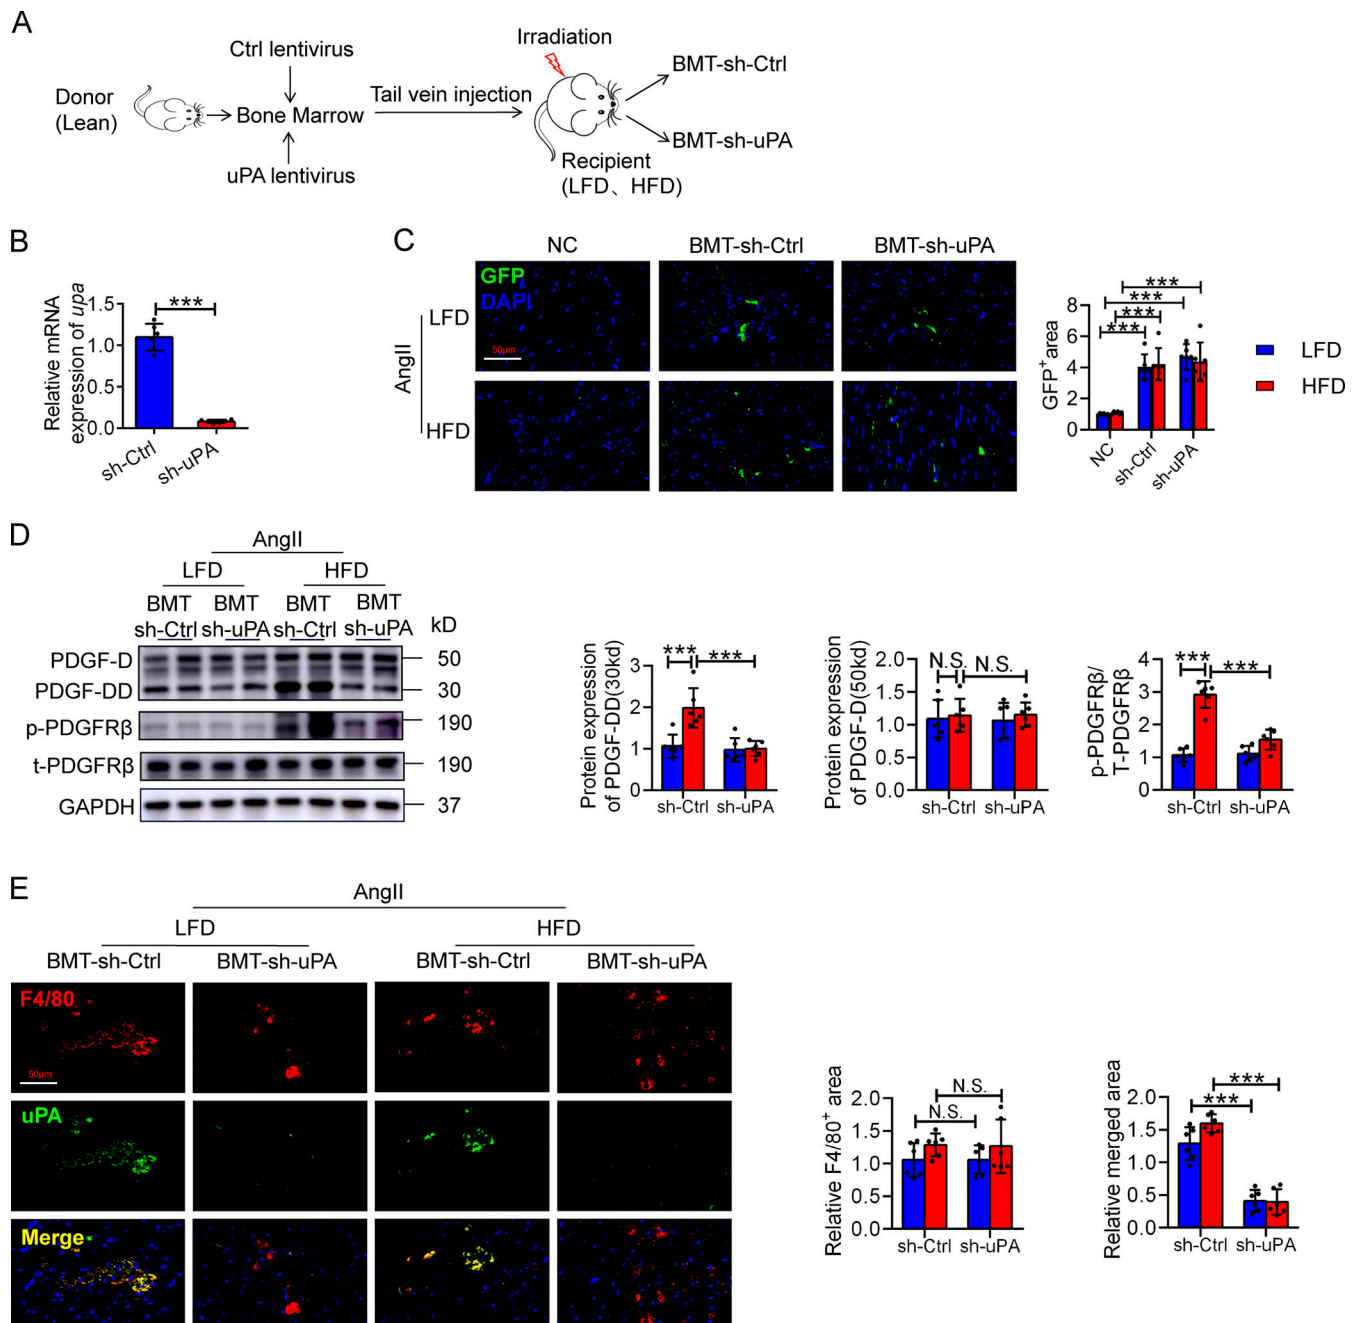 A
Ctrl lentivirus
Irradiation
BMT-sh-Ctrl
Donor
(Lean)
Bone Marrow
Tail vein injection
BMT-sh-uPA
uPA lentivirus
Recipient
(LFD、HFD)
B
Relative mRNA
expression of upa
1.5
1.0
0.5
0.0
***
sh-Ctrl
sh-uPA
C
NC
BMT-sh-Ctrl
BMT-sh-uPA
AngII
LFD
HFD
GFP
DAPI
50μm
GFP+ area
8
6
4
2
0
***
***
***
***
NC
sh-Ctrl
sh-uPA
LFD
HFD
D
AngII
LFD
HFD
BMT
sh-Ctrl
BMT
sh-uPA
BMT
sh-Ctrl
BMT
sh-uPA
kD
PDGF-D
50
PDGF-DD
30
p-PDGFRβ
190
t-PDGFRβ
190
GAPDH
37
Protein expression
of PDGF-DD(30kd)
3
2
1
0
***
***
sh-Ctrl
sh-uPA
Protein expression
of PDGF-D(50kd)
2.0
1.5
1.0
0.5
0.0
N.S.
N.S.
sh-Ctrl
sh-uPA
p-PDGFRβ/
T-PDGFRβ
4
3
2
1
0
***
***
sh-Ctrl
sh-uPA
E
AngII
LFD
HFD
BMT-sh-Ctrl
BMT-sh-uPA
BMT-sh-Ctrl
BMT-sh-uPA
F4/80
50μm
uPA
Merge
Relative F4/80+ area
2.0
1.5
1.0
0.5
0.0
N.S.
N.S.
sh-Ctrl
sh-uPA
Relative merged area
2.0
1.5
1.0
0.5
0.0
***
***
sh-Ctrl
sh-uPA